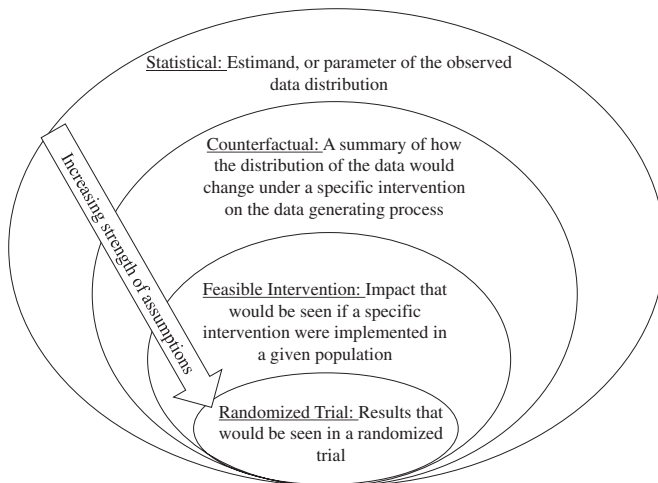 Statistical: Estimand, or parameter of the observed
data distribution
Counterfactual: A summary of how
the distribution of the data would
change under a specific intervention
on the data generating process
Increasing strength of assumptions
Feasible Intervention: Impact that
would be seen if a specific
intervention were implemented in
a given population
Randomized Trial: Results that
would be seen in a randomized
trial